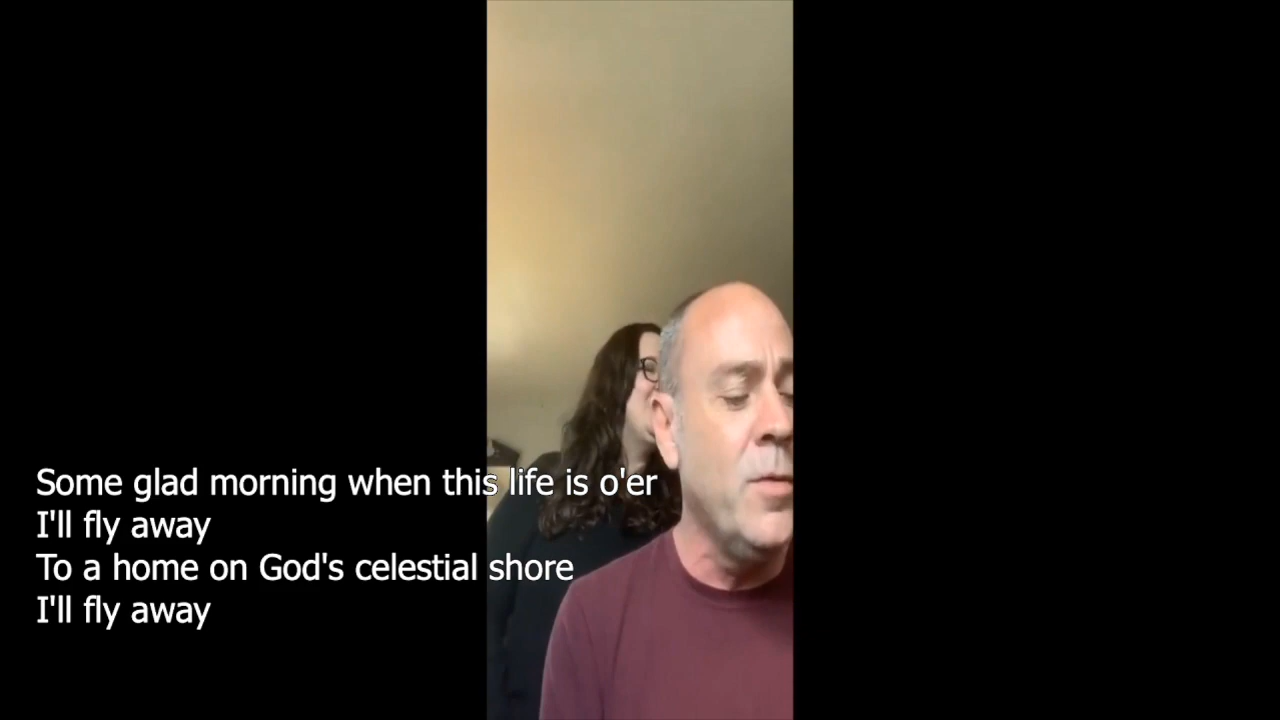 Some glad morning when this life is o'er
I'll fly away
To a home on God's celestial shore
I'll fly away